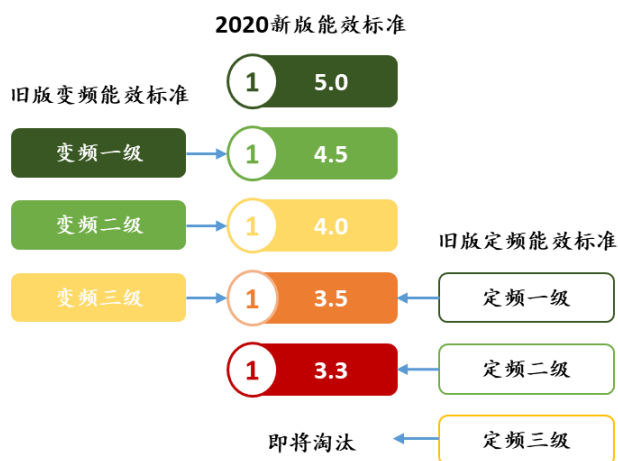 2020新版能效标准
1 5.0
旧版变频能效标准
变频一级
1 4.5
变频二级
1 4.0
旧版定频能效标准
变频三级
1 3.5
定频一级
1 3.3
定频二级
即将淘汰
定频三级